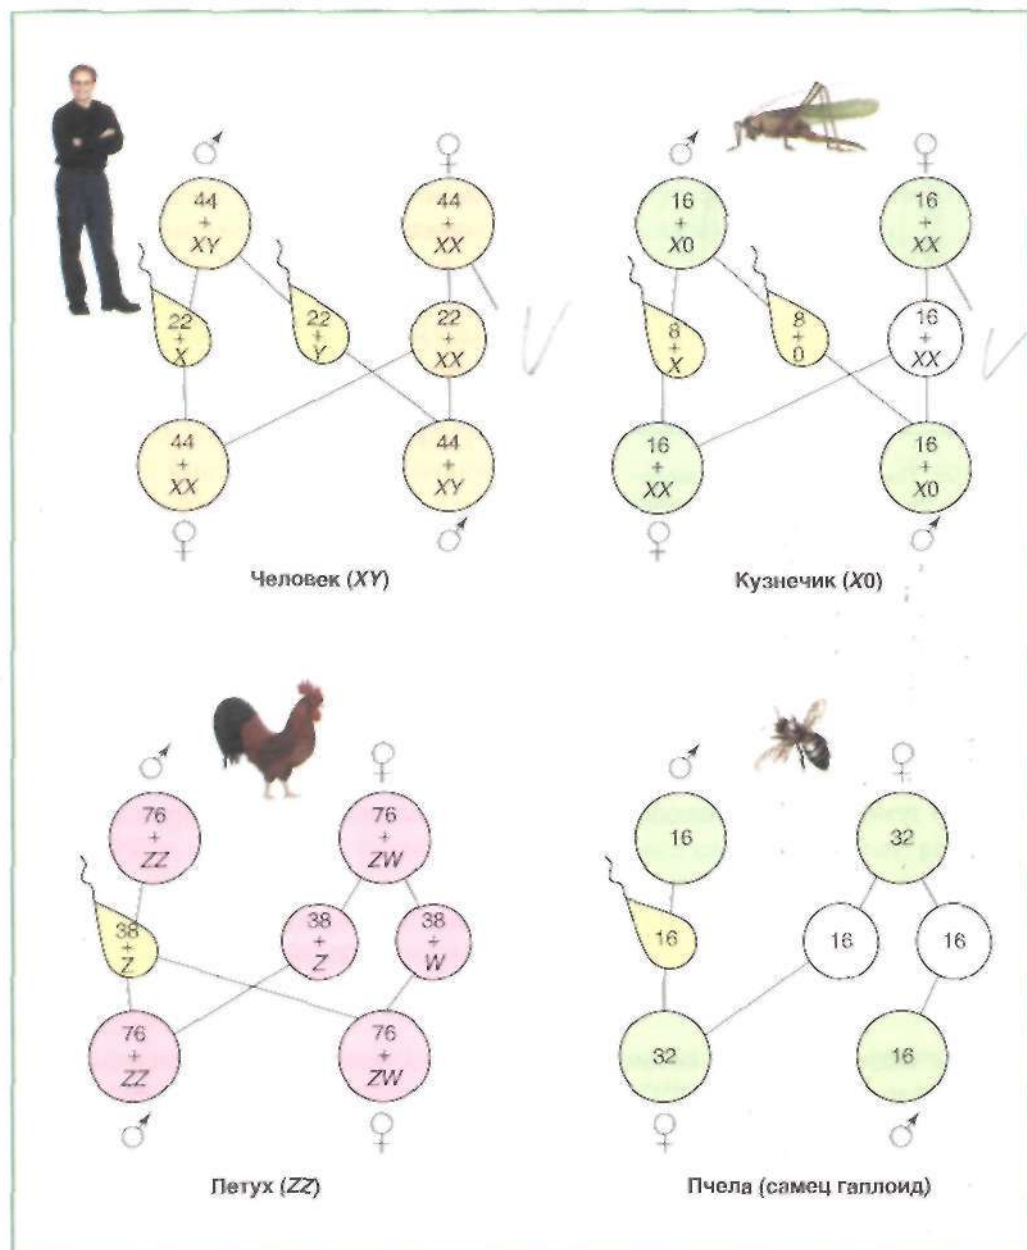 ♂ ♀
44
+
XY
44
+
XX
22
+
X
22
+
Y
22
+
XX
44
+
XX
44
+
XY
♀ ♂
Человек (XY)
♂ ♀
16
+
X0
16
+
XX
8
+
X
8
+
0
16
+
XX
16
+
XX
16
+
X0
♀ ♂
Кузнечик (X0)
♂ ♀
76
+
ZZ
76
+
ZW
38
+
Z
38
+
Z
38
+
W
76
+
ZZ
76
+
ZW
♂ ♀
Петух (ZZ)
♂ ♀
16
32
16
16
16
32
16
♀ ♂
Пчела (самец гаплоид)